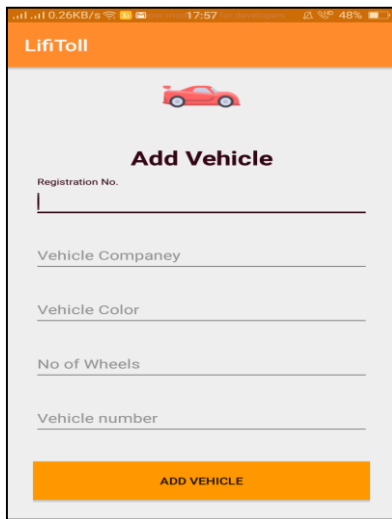 0.26KB/s 17:57 48%
LifiToll
Add Vehicle
Registration No.
Vehicle Companey
Vehicle Color
No of Wheels
Vehicle number
ADD VEHICLE